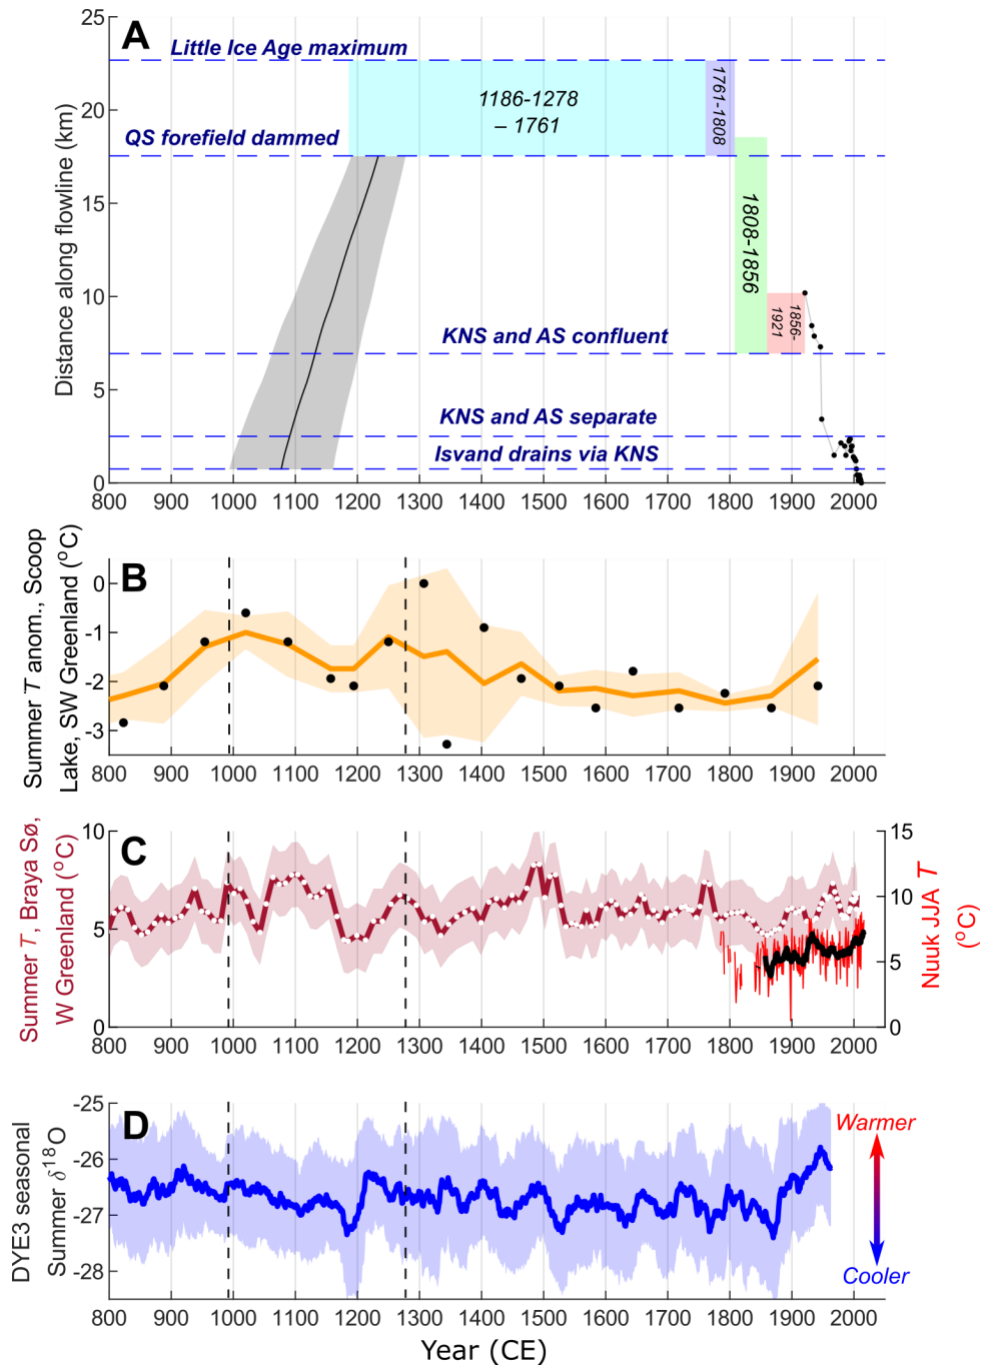 A
25
20
15
10
5
0
Distance along flowline (km)
Little Ice Age maximum
QS forefield dammed
1186-1278
– 1761
1761-1808
1808-1856
1856-
1921
KNS and AS confluent
KNS and AS separate
Isvand drains via KNS
800 900 1000 1100 1200 1300 1400 1500 1600 1700 1800 1900 2000
B
Summer T anom., Scoop
Lake, SW Greenland (°C)
0
-1
-2
-3
800 900 1000 1100 1200 1300 1400 1500 1600 1700 1800 1900 2000
C
Summer T, Braya Sø,
W Greenland (°C)
10
5
0
15
10
5
0
Nuuk JJA T
(°C)
800 900 1000 1100 1200 1300 1400 1500 1600 1700 1800 1900 2000
D
DYE3 seasonal
Summer δ¹⁸O
-25
-26
-27
-28
Warmer
Cooler
800 900 1000 1100 1200 1300 1400 1500 1600 1700 1800 1900 2000
Year (CE)